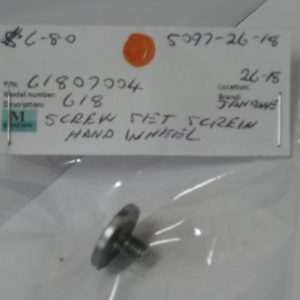 $6-80 5097-26-18
P/N: 61807004
26-18
Location:
Model number: 618
Brand:
Description:
M SCREW SET SCREW
HAND WHEEL